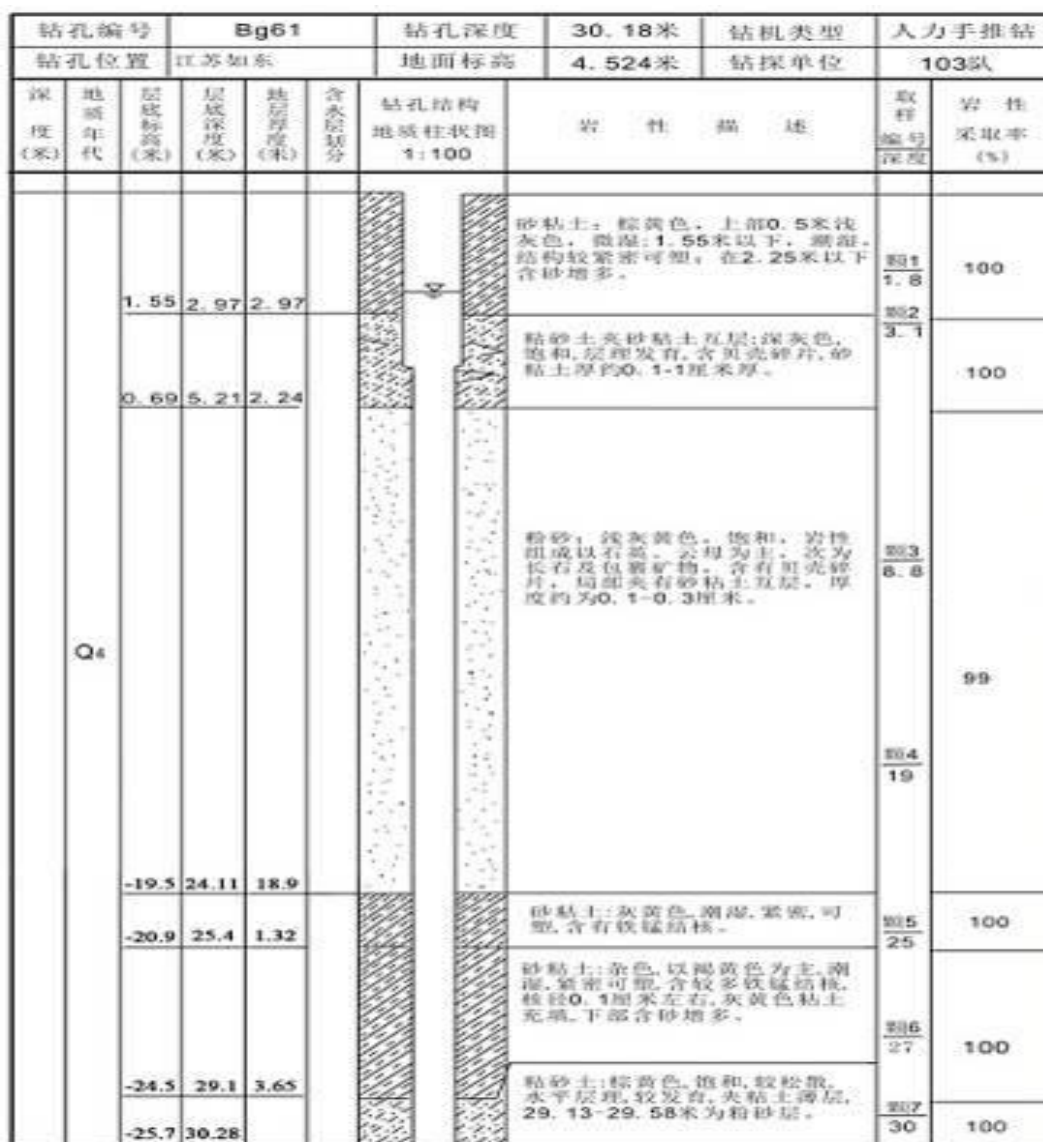 钻孔编号 Bg61 钻孔深度 30.18米 钻机类型 人力手推钻
钻孔位置 江苏如东 地面标高 4.524米 钻探单位 103队
深度(米) 地质年代 层底标高(米) 层底深度(米) 地层厚度(米) 含水层划分 钻孔结构 地质柱状图 1:100 岩性描述 取样编号 深度 岩性采取率(%)
砂粘土：棕黄色，上部0.5米浅
灰色，微湿;1.55米以下，潮湿，
结构较紧密可塑；在2.25米以下
含砂增多。
颗1
1.8
100
1.55 2.97 2.97
颗2
3.1
粘砂土夹砂粘土互层;深灰色,
饱和,层理发育,含贝壳碎片,砂
粘土厚约0.1-1厘米厚。
100
0.69 5.21 2.24
粉砂；浅灰黄色，饱和，岩性
组成以石英、云母为主，次为
长石及包裹矿物，含有贝壳碎
片，局部夹有砂粘土互层，厚
度约为0.1-0.3厘米。
颗3
8.8
Q4
99
颗4
19
-19.5 24.11 18.9
砂粘土:灰黄色,潮湿,紧密,可
塑,含有铁锰结核。
颗5
25
100
-20.9 25.4 1.32
砂粘土:杂色,以褐黄色为主,潮
湿,紧密可塑,含较多铁锰结核,
核径0.1厘米左右,灰黄色粘土
充填,下部含砂增多。
颗6
27
100
-24.5 29.1 3.65
粘砂土:棕黄色,饱和,较松散,
水平层理,较发育,夹粘土薄层,
29.13-29.58米为粉砂层。
颗7
30
100
-25.7 30.28